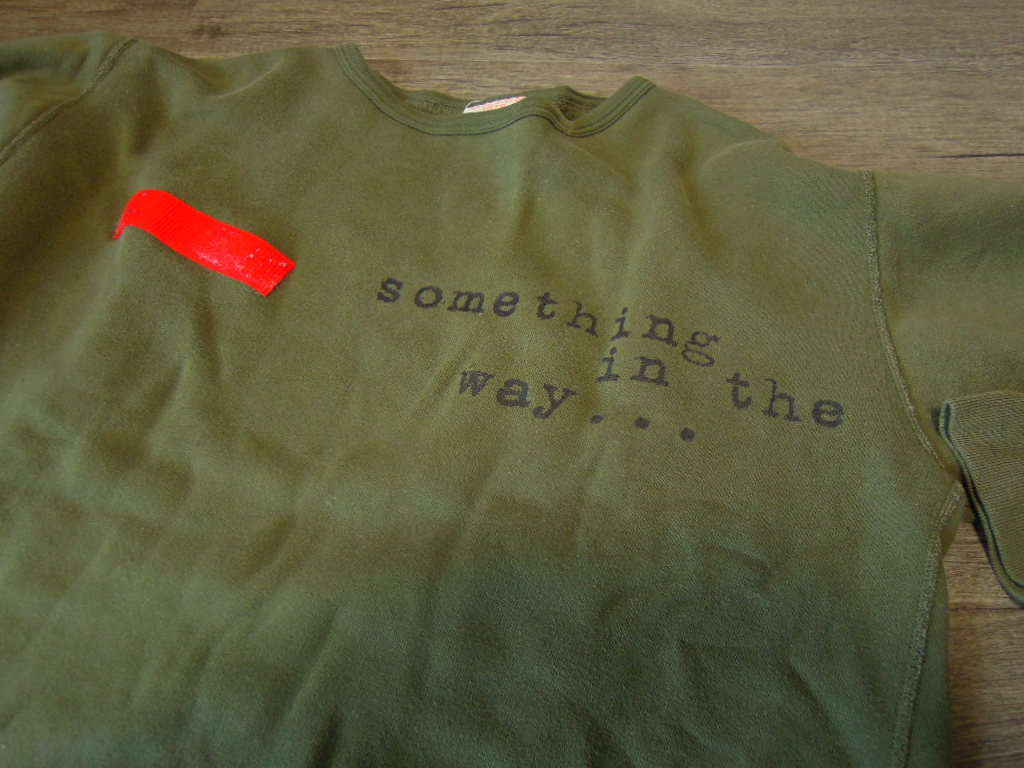 something
in the
way...